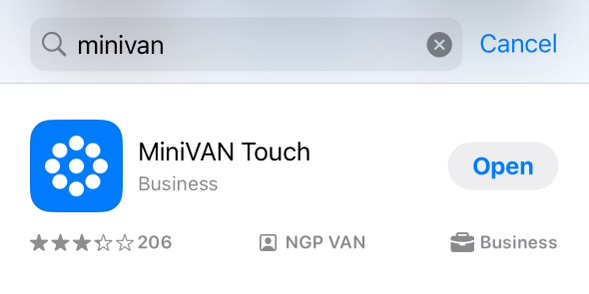 minivan Cancel
MiniVAN Touch
Business
Open
206 NGP VAN Business